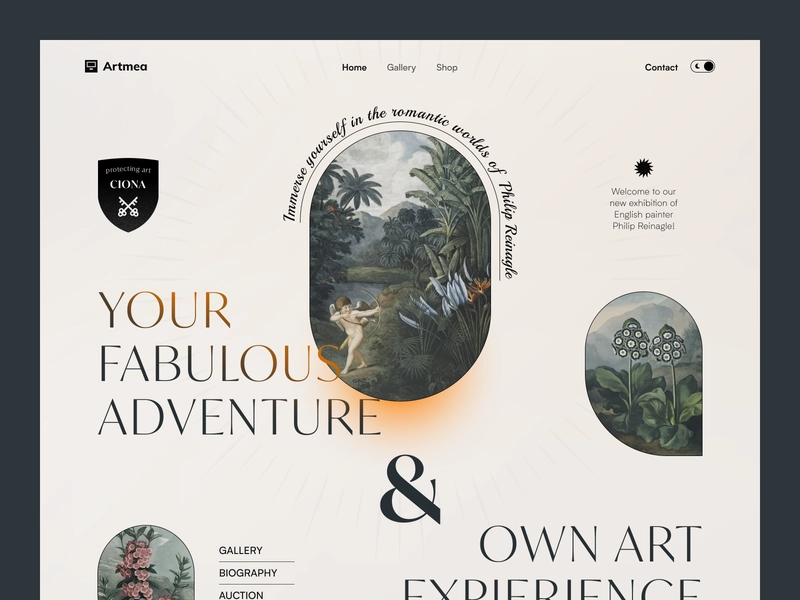 Artmea
Home
Gallery
Shop
Contact
Immerse yourself in the romantic worlds of Philip Reinagle
protecting art
CIONA
Welcome to our
new exhibition of
English painter
Philip Reinagle!
YOUR
FABULOUS
ADVENTURE
&
OWN ART
EXPIERIENCE
GALLERY
BIOGRAPHY
AUCTION